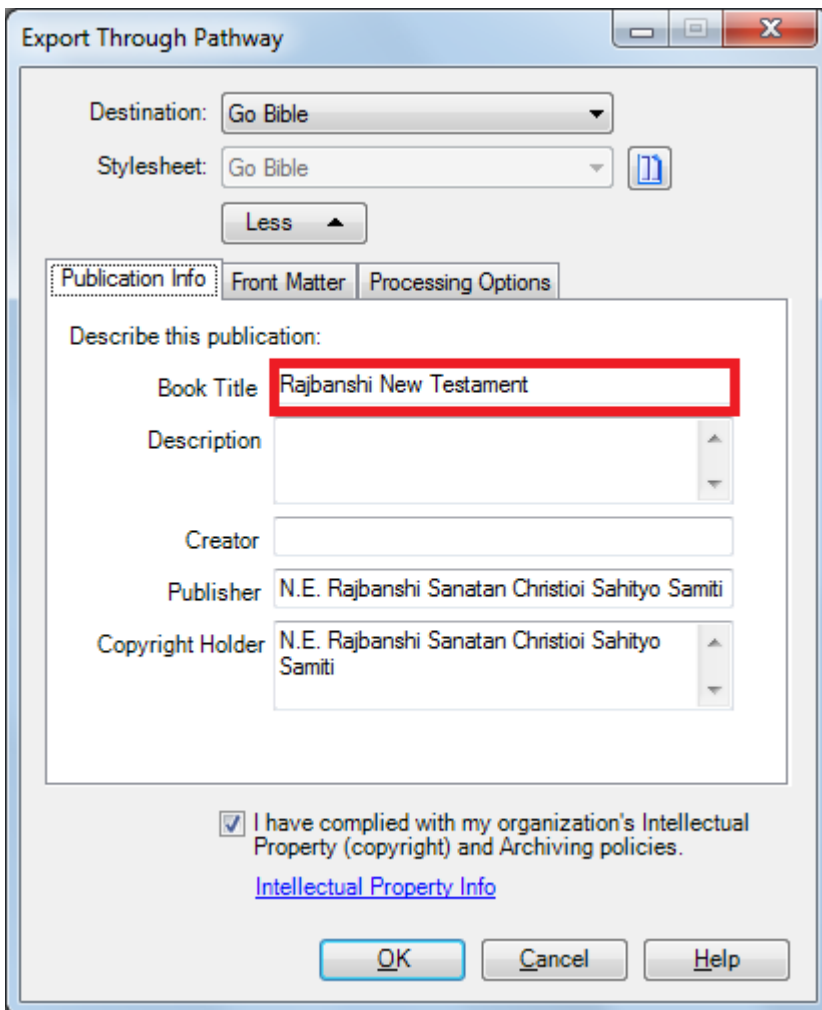 Export Through Pathway
Destination: Go Bible
Stylesheet: Go Bible
Less
Publication Info Front Matter Processing Options
Describe this publication:
Book Title Rajbanshi New Testament
Description
Creator
Publisher N.E. Rajbanshi Sanatan Christioi Sahityo Samiti
Copyright Holder N.E. Rajbanshi Sanatan Christioi Sahityo
Samiti
I have complied with my organization's Intellectual
Property (copyright) and Archiving policies.
Intellectual Property Info
OK Cancel Help